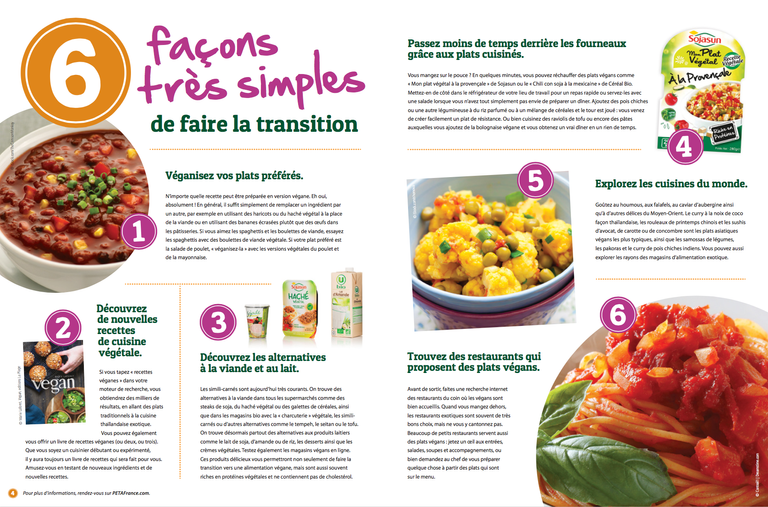 6
façons
très simples
de faire la transition
Véganisez vos plats préférés.
N'importe quelle recette peut être préparée en version végane. Eh oui,
absolument ! En général, il suffit simplement de remplacer un ingrédient par
un autre, par exemple en utilisant des haricots ou du haché végétal à la place
de la viande ou en utilisant des bananes écrasées plutôt que des œufs dans
les pâtisseries. Si vous aimez les spaghettis et les boulettes de viande, essayez
les spaghettis avec des boulettes de viande végétale. Si votre plat préféré est
la salade de poulet, « véganisez-la » avec les versions végétales du poulet et
de la mayonnaise.
1
2
Découvrez
de nouvelles
recettes
de cuisine
végétale.
vegan
Si vous tapez « recettes
véganes » dans votre
moteur de recherche, vous
obtiendrez des milliers de
résultats, en allant des plats
traditionnels à la cuisine
thaïlandaise exotique.
Vous pouvez également
vous offrir un livre de recettes véganes (ou deux, ou trois).
Que vous soyez un cuisinier débutant ou expérimenté,
il y aura toujours un livre de recettes qui sera fait pour vous.
Amusez-vous en testant de nouveaux ingrédients et de
nouvelles recettes.
3
Sojasun
HACHÉ
U
Découvrez les alternatives
à la viande et au lait.
Les simili-carnés sont aujourd'hui très courants. On trouve des
alternatives à la viande dans tous les supermarchés comme des
steaks de soja, du haché végétal ou des galettes de céréales, ainsi
que dans les magasins bio avec la « charcuterie » végétale, les simili-
carnés ou d'autres alternatives comme le tempeh, le seitan ou le tofu.
On trouve désormais partout des alternatives aux produits laitiers
comme le lait de soja, d'amande ou de riz, les desserts ainsi que les
crèmes végétales. Testez également les magasins végans en ligne.
Ces produits délicieux vous permettront non seulement de faire la
transition vers une alimentation végane, mais sont aussi souvent
riches en protéines végétales et ne contiennent pas de cholestérol.
4 Pour plus d'informations, rendez-vous sur PETAFrance.com.
Passez moins de temps derrière les fourneaux
grâce aux plats cuisinés.
Vous mangez sur le pouce ? En quelques minutes, vous pouvez réchauffer des plats végans comme
« Mon plat végétal à la provençale » de Sojasun ou le « Chili con soja à la mexicaine » de Céréal Bio.
Mettez-en de côté dans le réfrigérateur de votre lieu de travail pour un repas rapide ou servez-les avec
une salade lorsque vous n'avez tout simplement pas envie de préparer un dîner. Ajoutez des pois chiches
ou une autre légumineuse à du riz parfumé ou à un mélange de céréales et le tour est joué : vous venez
de créer facilement un plat de résistance. Ou bien cuisinez des raviolis de tofu ou encore des pâtes
auxquelles vous ajoutez de la bolognaise végane et vous obtenez un vrai dîner en un rien de temps.
Sojasun
Mon Plat
Végétal
Recette
Végétale
À la Provençale
Riche en
Protéines
4
5
Explorez les cuisines du monde.
Goûtez au houmous, aux falafels, au caviar d'aubergine ainsi
qu'à d'autres délices du Moyen-Orient. Le curry à la noix de coco
façon thaïlandaise, les rouleaux de printemps chinois et les sushis
d'avocat, de carotte ou de concombre sont les plats asiatiques
végans les plus typiques, ainsi que les samossas de légumes,
les pakoras et le curry de pois chiches indiens. Vous pouvez aussi
explorer les rayons des magasins d'alimentation exotique.
6
Trouvez des restaurants qui
proposent des plats végans.
Avant de sortir, faites une recherche internet
des restaurants du coin où les végans sont
bien accueillis. Quand vous mangez dehors,
les restaurants exotiques sont souvent de très
bons choix, mais ne vous y cantonnez pas.
Beaucoup de petits restaurants servent aussi
des plats végans : jetez un œil aux entrées,
salades, soupes et accompagnements, ou
bien demandez au chef de vous préparer
quelque chose à partir des plats qui sont
sur le menu.